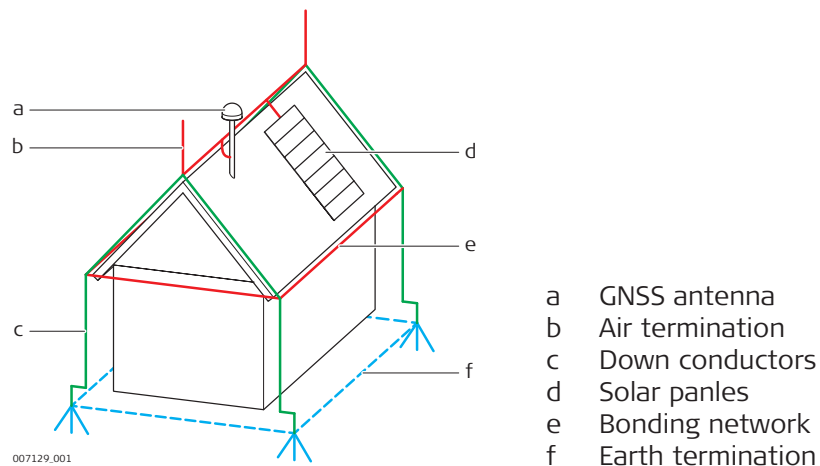 a
b
c
d
e
f
007129_001
a GNSS antenna
b Air termination
c Down conductors
d Solar panles
e Bonding network
f Earth termination